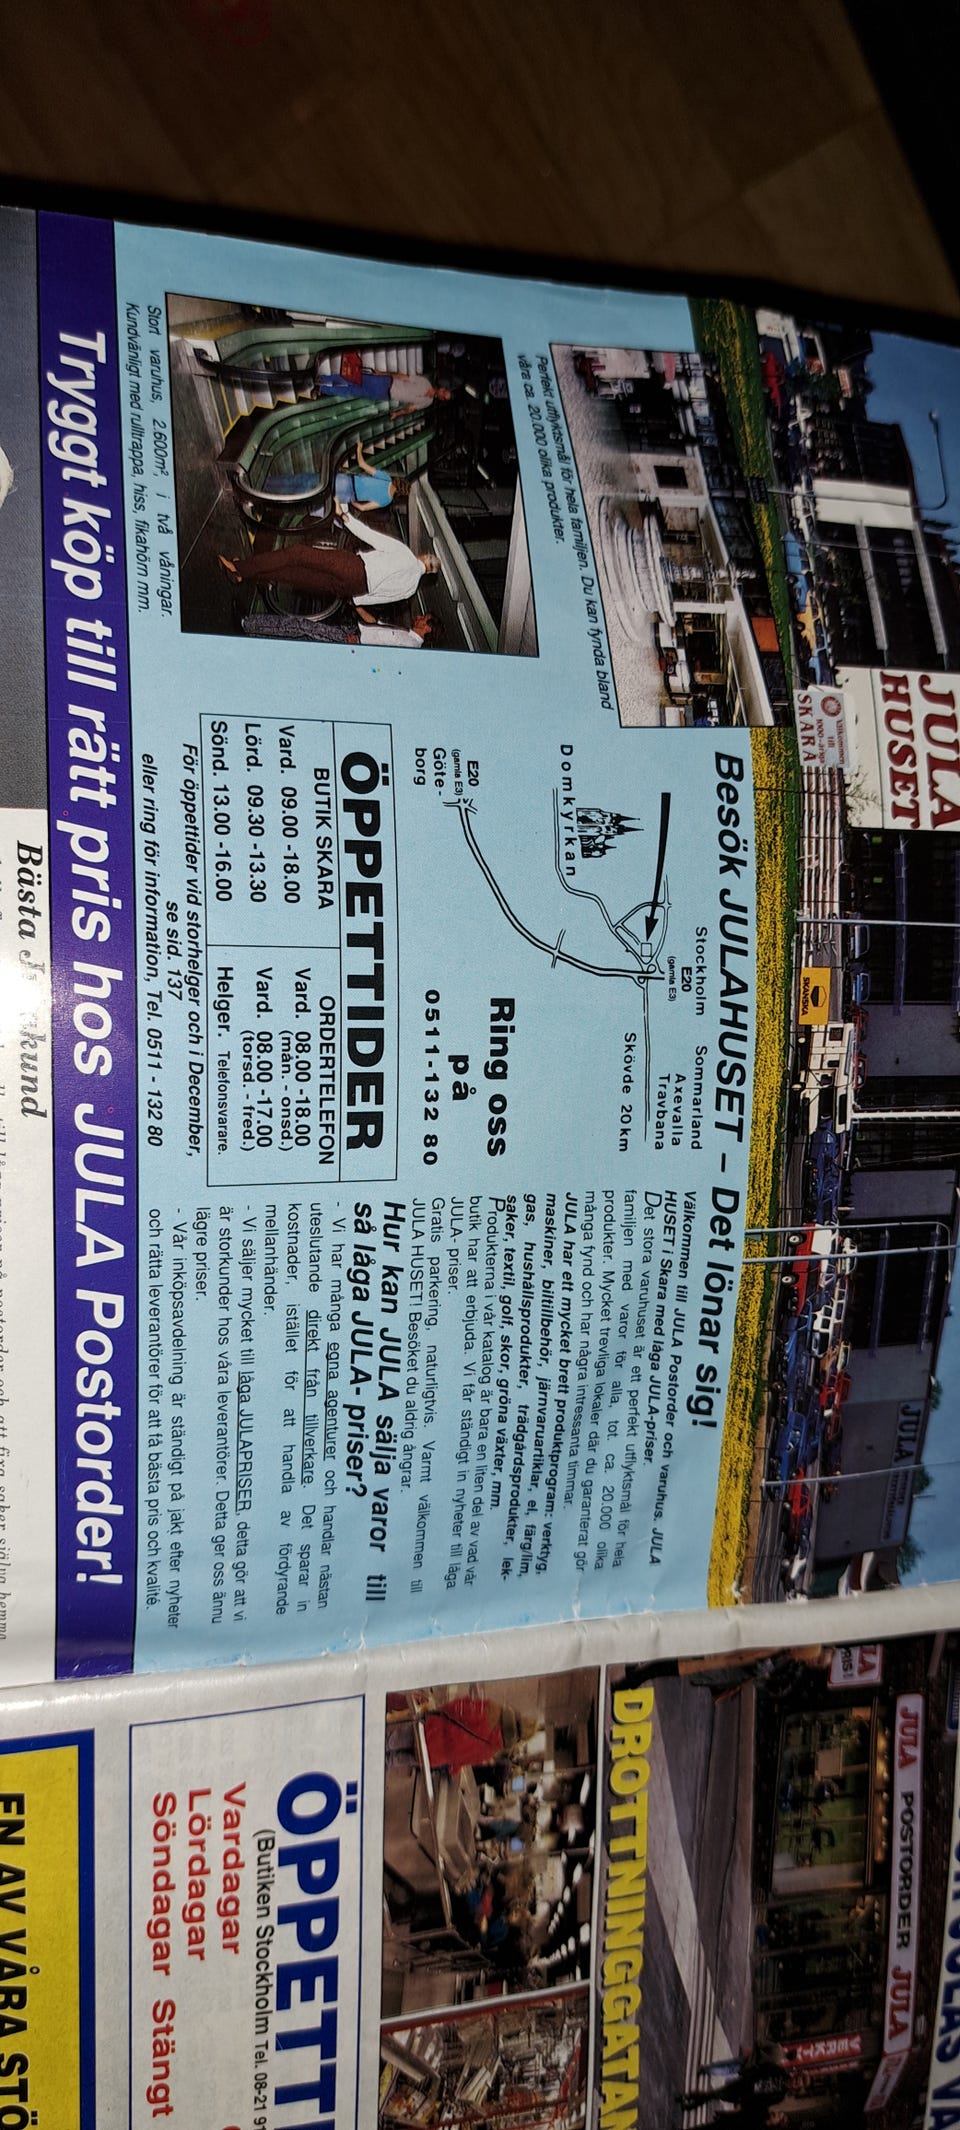 JULA
HUSET
Välkommen
till
1000-åriga
SKARA
SKANSKA
JULA
Besök JULAHUSET – Det lönar sig!
Perfekt utflyktsmål för hela familjen. Du kan fynda bland
våra ca. 20.000 olika produkter.
Stort varuhus, 2.600m², i två våningar.
Kundvänligt med rulltrappa, hiss, fikahörn mm.
Stockholm
E20
(gamla E3)
Sommarland
Axevalla
Travbana
Skövde 20 km
Domkyrkan
E20
(gamla E3)
Göte-
borg
Ring oss
på
0511-132 80
ÖPPETTIDER
BUTIK SKARA
Vard. 09.00 -18.00
Lörd. 09.30 -13.30
Sönd. 13.00 -16.00
ORDERTELEFON
Vard. 08.00 -18.00
(mån. - onsd.)
Vard. 08.00 -17.00
(torsd. - fred.)
Helger. Telefonsvarare.
För öppettider vid storhelger och i December,
se sid. 137
eller ring för information, Tel. 0511 - 132 80
Välkommen till JULA Postorder och varuhus. JULA
HUSET i Skara med låga JULA-priser.
Det stora varuhuset är ett perfekt utflyktsmål för hela
familjen med varor för alla, tot. ca. 20.000 olika
produkter. Mycket trevliga lokaler där du garanterat gör
många fynd och har några intressanta timmar.
JULA har ett mycket brett produktprogram: verktyg,
maskiner, biltillbehör, järnvaruartiklar, el, färg/lim,
gas, hushållsprodukter, trädgårdsprodukter, lek-
saker, textil, golf, skor, gröna växter, mm.
Produkterna i vår katalog är bara en liten del av vad vår
butik har att erbjuda. Vi får ständigt in nyheter till låga
JULA- priser.
Gratis parkering, naturligtvis. Varmt välkommen till
JULA HUSET! Besöket du aldrig ångrar.
Hur kan JULA sälja varor till
så låga JULA- priser?
- Vi har många egna agenturer och handlar nästan
uteslutande direkt från tillverkare. Det sparar in
kostnader, istället för att handla av fördyrande
mellanhänder.
- Vi säljer mycket till låga JULAPRISER, detta gör att vi
är storkunder hos våra leverantörer. Detta ger oss ännu
lägre priser.
- Vår inköpsavdelning är ständigt på jakt efter nyheter
och rätta leverantörer för att få bästa pris och kvalité.
Tryggt köp till rätt pris hos JULA Postorder!
Bästa
JULA POSTORDER JULA
DROTTNINGGATAN
ÖPPETTI
(Butiken Stockholm Tel. 08-21 9
Vardagar
Lördagar
Söndagar Stängt
EN AV VÅRA STÖ